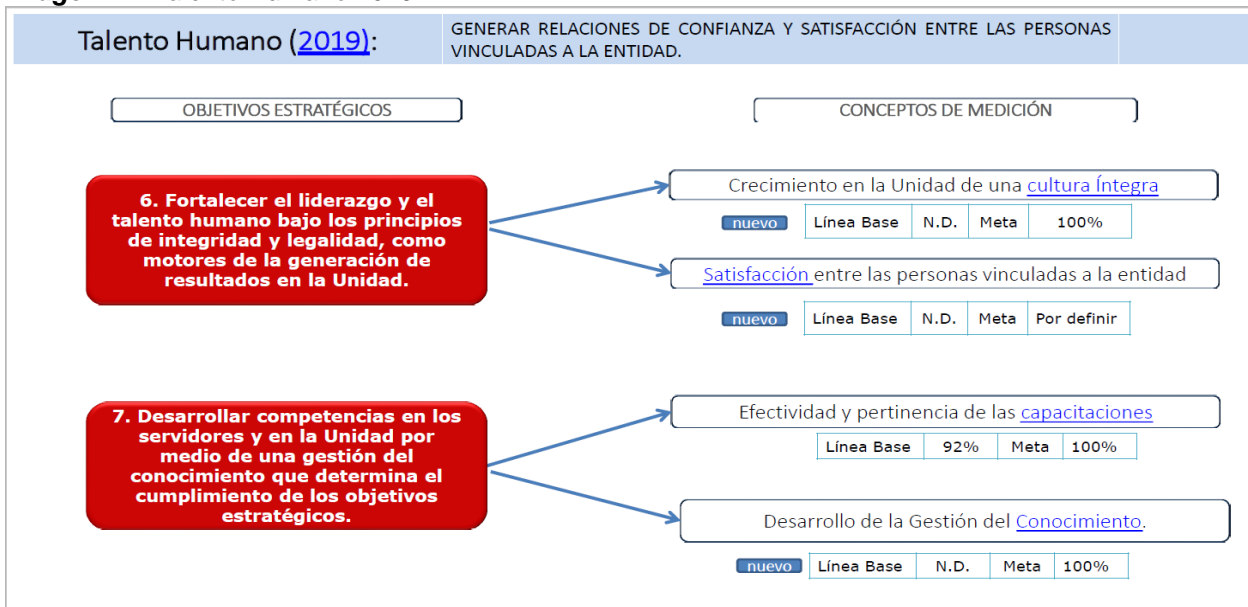 Talento Humano (2019):
GENERAR RELACIONES DE CONFIANZA Y SATISFACCIÓN ENTRE LAS PERSONAS
VINCULADAS A LA ENTIDAD.
OBJETIVOS ESTRATÉGICOS
CONCEPTOS DE MEDICIÓN
6. Fortalecer el liderazgo y el
talento humano bajo los principios
de integridad y legalidad, como
motores de la generación de
resultados en la Unidad.
Crecimiento en la Unidad de una cultura Íntegra
nuevo Línea Base N.D. Meta 100%
Satisfacción entre las personas vinculadas a la entidad
nuevo Línea Base N.D. Meta Por definir
7. Desarrollar competencias en los
servidores y en la Unidad por
medio de una gestión del
conocimiento que determina el
cumplimiento de los objetivos
estratégicos.
Efectividad y pertinencia de las capacitaciones
Línea Base 92% Meta 100%
Desarrollo de la Gestión del Conocimiento.
nuevo Línea Base N.D. Meta 100%